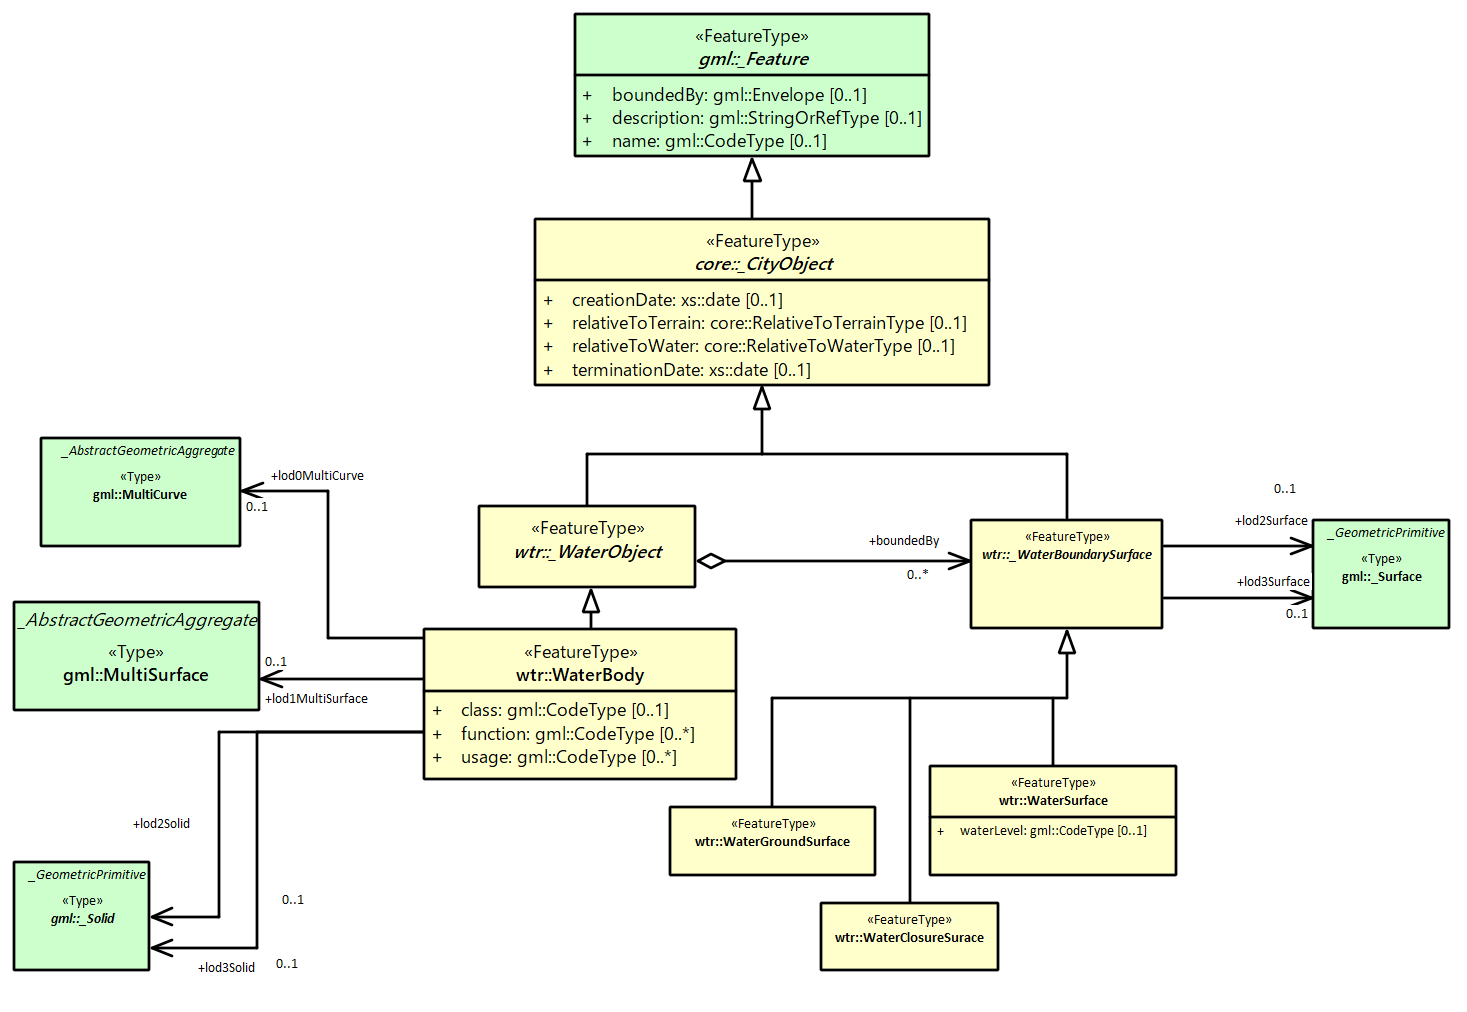 «FeatureType»
gml::_Feature
+ boundedBy: gml::Envelope [0..1]
+ description: gml::StringOrRefType [0..1]
+ name: gml::CodeType [0..1]
«FeatureType»
core::_CityObject
+ creationDate: xs::date [0..1]
+ relativeToTerrain: core::RelativeToTerrainType [0..1]
+ relativeToWater: core::RelativeToWaterType [0..1]
+ terminationDate: xs::date [0..1]
_AbstractGeometricAggregate
«Type»
gml::MultiCurve
+lod0MultiCurve
0..1
«FeatureType»
wtr::_WaterObject
+boundedBy
0..*
«FeatureType»
wtr::_WaterBoundarySurface
0..1
+lod2Surface
+lod3Surface
0..1
_GeometricPrimitive
«Type»
gml::_Surface
_AbstractGeometricAggregate
«Type»
gml::MultiSurface
0..1
+lod1MultiSurface
«FeatureType»
wtr::WaterBody
+ class: gml::CodeType [0..1]
+ function: gml::CodeType [0..*]
+ usage: gml::CodeType [0..*]
«FeatureType»
wtr::WaterSurface
+ waterLevel: gml::CodeType [0..1]
«FeatureType»
wtr::WaterGroundSurface
+lod2Solid
_GeometricPrimitive
«Type»
gml::_Solid
0..1
+lod3Solid
0..1
«FeatureType»
wtr::WaterClosureSurace